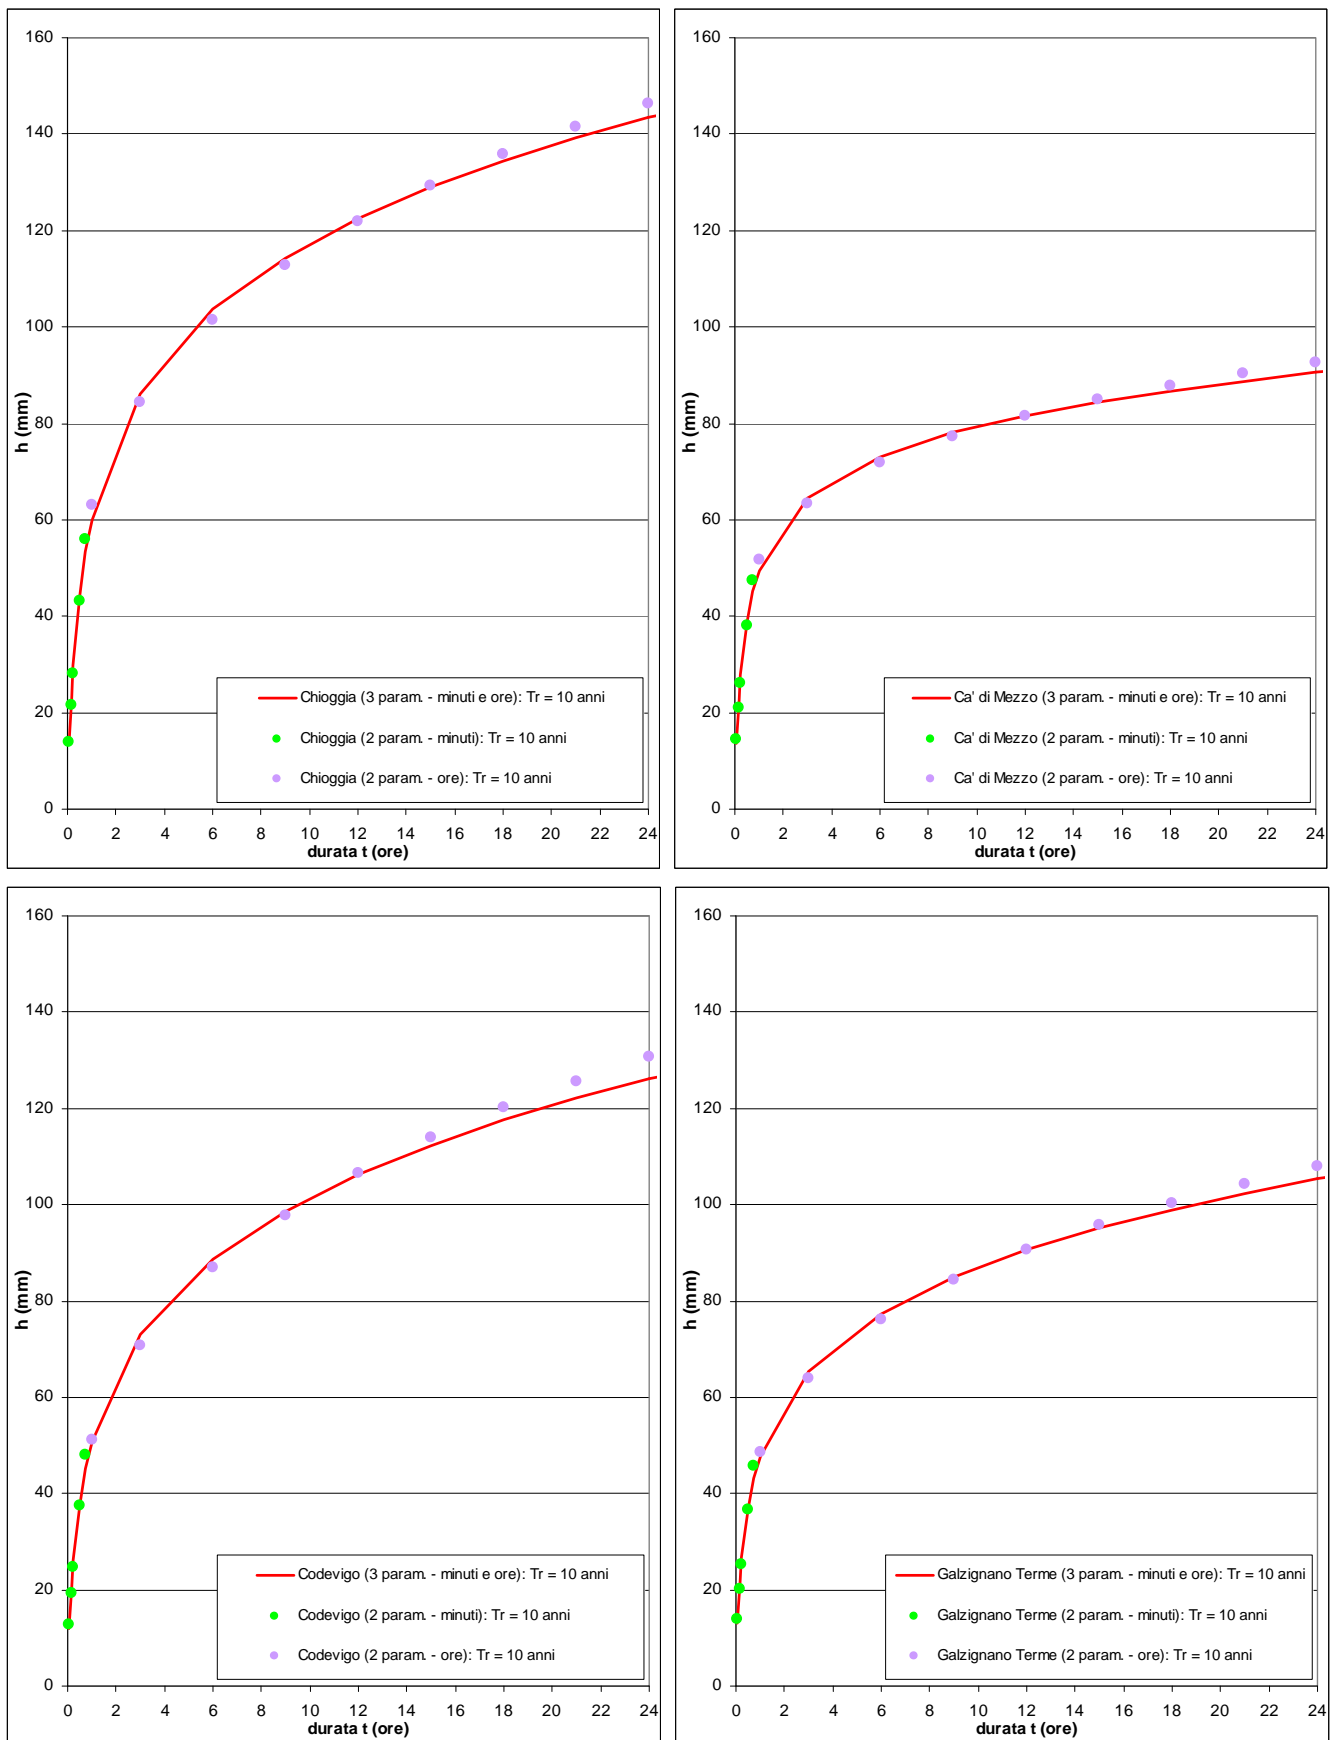 160
140
120
100
80
60
40
20
0
h (mm)
Chioggia (3 param. - minuti e ore): Tr = 10 anni
Chioggia (2 param. - minuti): Tr = 10 anni
Chioggia (2 param. - ore): Tr = 10 anni
0 2 4 6 8 10 12 14 16 18 20 22 24
durata t (ore)
160
140
120
100
80
60
40
20
0
h (mm)
Ca' di Mezzo (3 param. - minuti e ore): Tr = 10 anni
Ca' di Mezzo (2 param. - minuti): Tr = 10 anni
Ca' di Mezzo (2 param. - ore): Tr = 10 anni
0 2 4 6 8 10 12 14 16 18 20 22 24
durata t (ore)
160
140
120
100
80
60
40
20
0
h (mm)
Codevigo (3 param. - minuti e ore): Tr = 10 anni
Codevigo (2 param. - minuti): Tr = 10 anni
Codevigo (2 param. - ore): Tr = 10 anni
0 2 4 6 8 10 12 14 16 18 20 22 24
durata t (ore)
160
140
120
100
80
60
40
20
0
h (mm)
Galzignano Terme (3 param. - minuti e ore): Tr = 10 anni
Galzignano Terme (2 param. - minuti): Tr = 10 anni
Galzignano Terme (2 param. - ore): Tr = 10 anni
0 2 4 6 8 10 12 14 16 18 20 22 24
durata t (ore)